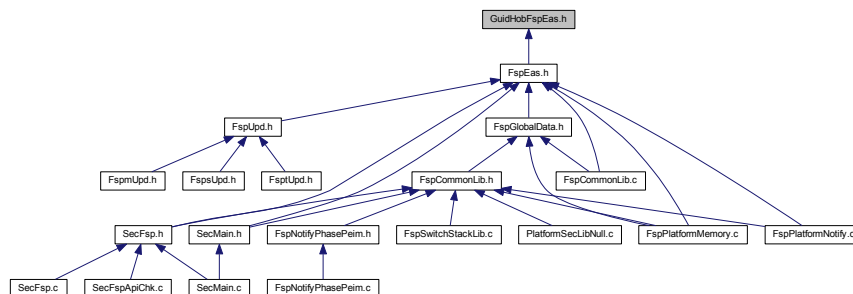 GuidHobFspEas.h
FspEas.h
FspUpd.h
FspGlobalData.h
FspmUpd.h
FspsUpd.h
FsptUpd.h
FspCommonLib.h
FspCommonLib.c
SecFsp.h
SecMain.h
FspNotifyPhasePeim.h
FspSwitchStackLib.c
PlatformSecLibNull.c
FspPlatformMemory.c
FspPlatformNotify.c
SecFsp.c
SecFspApiChk.c
SecMain.c
FspNotifyPhasePeim.c